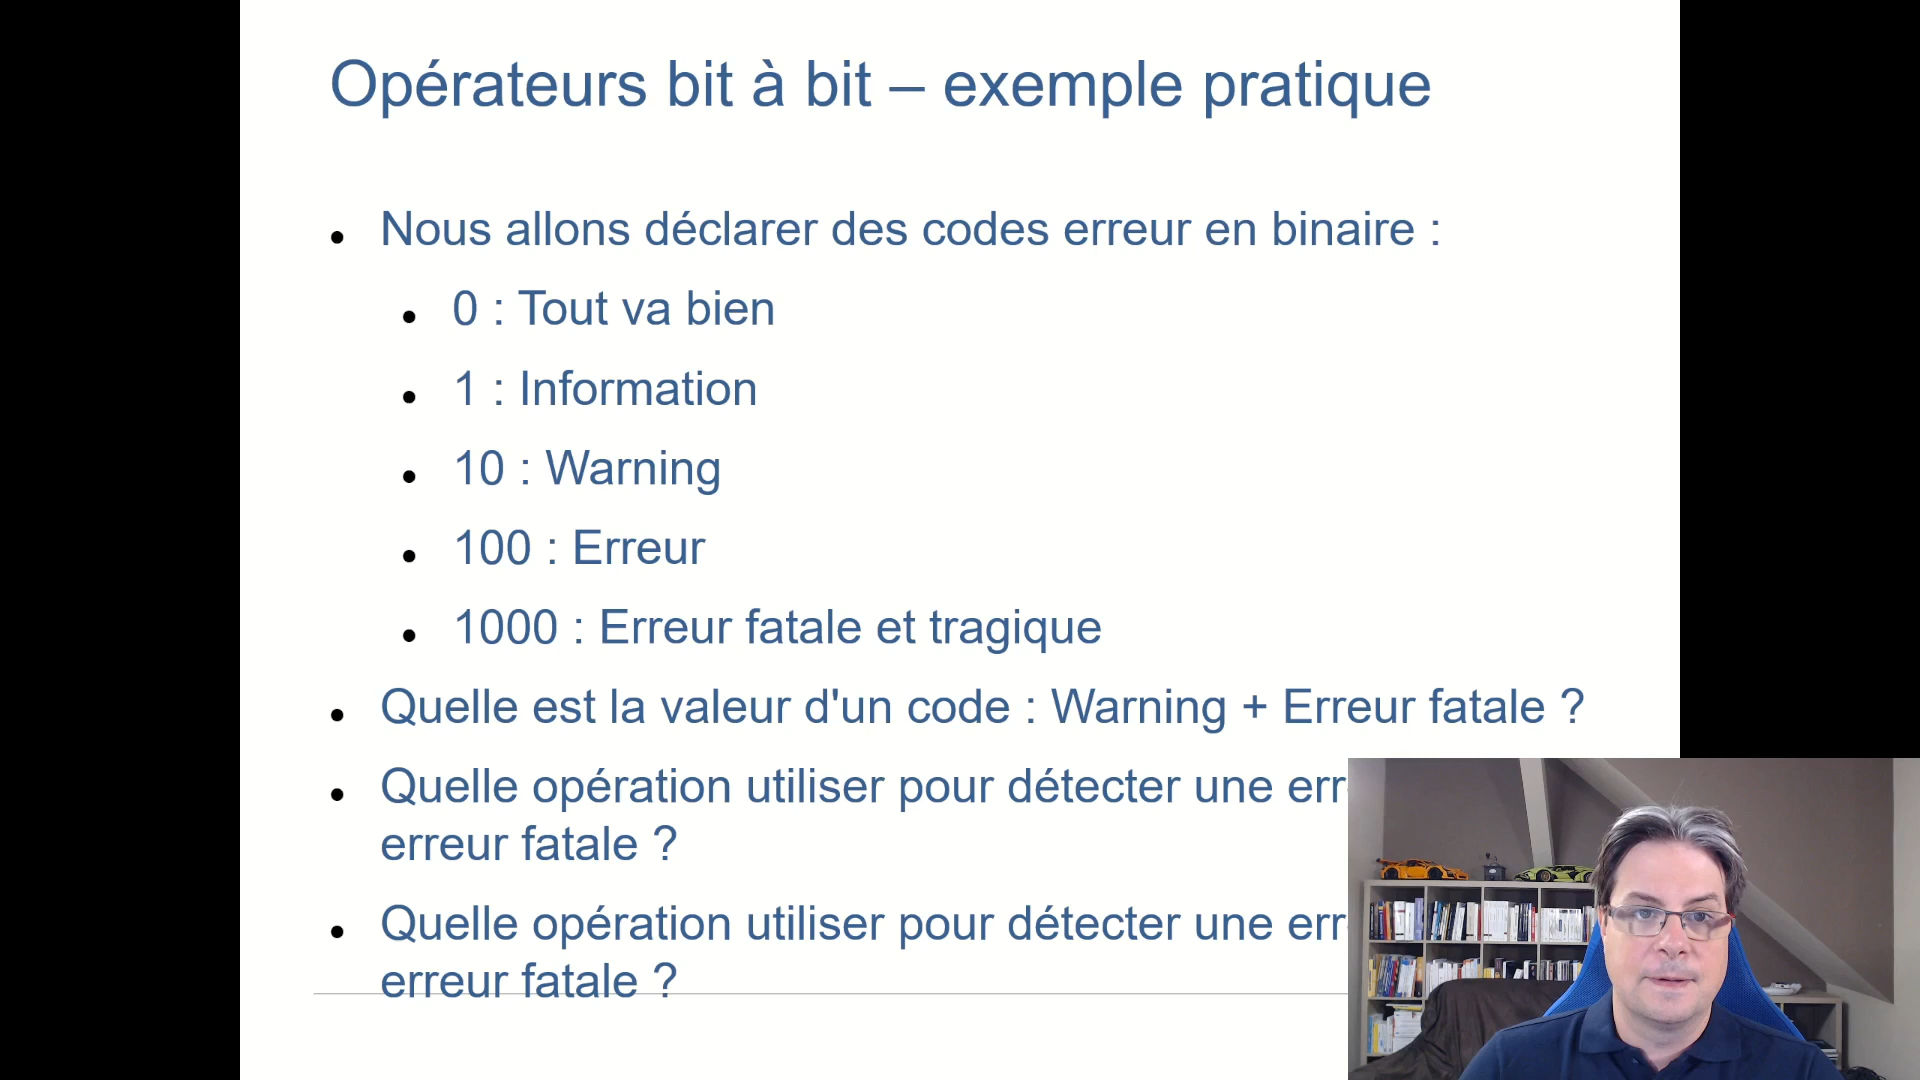 Opérateurs bit à bit – exemple pratique
Nous allons déclarer des codes erreur en binaire :
0 : Tout va bien
1 : Information
10 : Warning
100 : Erreur
1000 : Erreur fatale et tragique
Quelle est la valeur d'un code : Warning + Erreur fatale ?
Quelle opération utiliser pour détecter une
erreur fatale ?
Quelle opération utiliser pour détecter une
erreur fatale ?